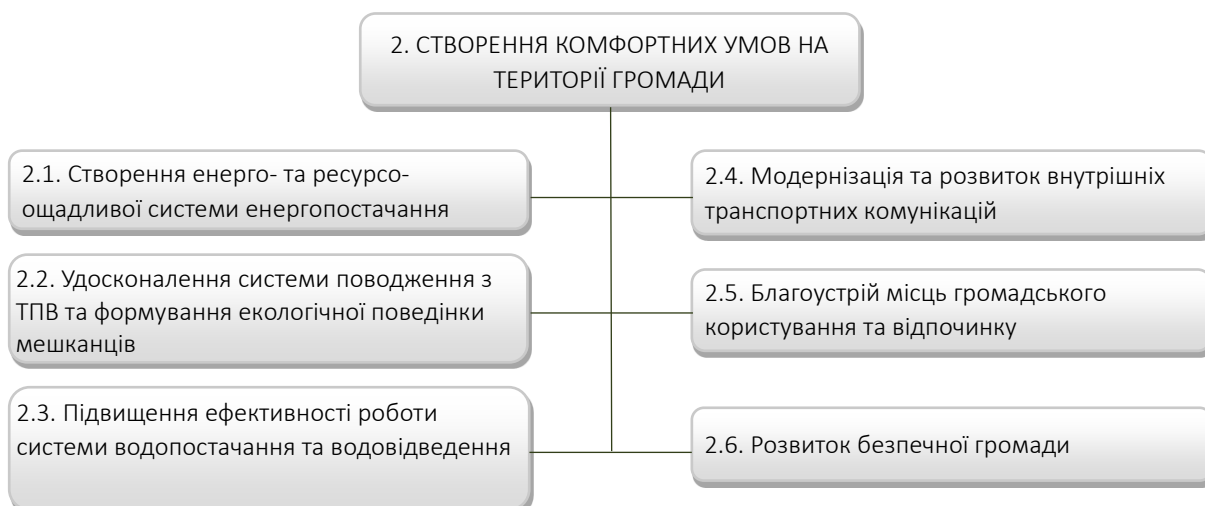 2. СТВОРЕННЯ КОМФОРТНИХ УМОВ НА
ТЕРИТОРІЇ ГРОМАДИ
2.1. Створення енерго- та ресурсо-
ощадливої системи енергопостачання
2.2. Удосконалення системи поводження з
ТПВ та формування екологічної поведінки
мешканців
2.3. Підвищення ефективності роботи
системи водопостачання та водовідведення
2.4. Модернізація та розвиток внутрішніх
транспортних комунікацій
2.5. Благоустрій місць громадського
користування та відпочинку
2.6. Розвиток безпечної громади